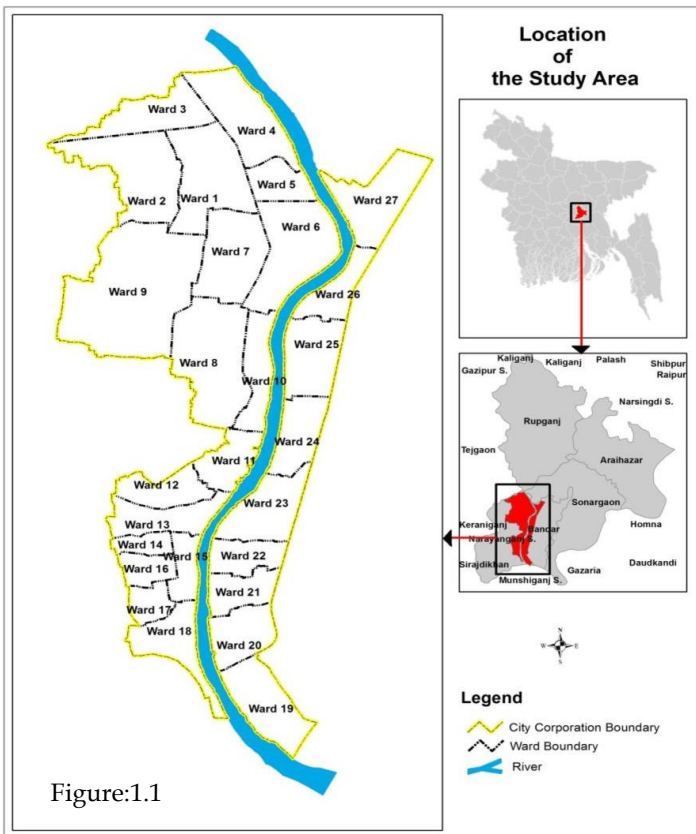 Ward 3
Ward 4
Ward 5
Ward 27
Ward 2
Ward 1
Ward 6
Ward 7
Ward 9
Ward 26
Ward 25
Ward 8
Ward 10
Ward 24
Ward 11
Ward 12
Ward 23
Ward 13
Ward 14
Ward 15
Ward 22
Ward 16
Ward 21
Ward 17
Ward 18
Ward 20
Ward 19
Figure:1.1
Location
of
the Study Area
Kaliganj
Kaliganj
Palash
Shibpur
Gazipur S.
Raipur
Narsingdi S.
Rupganj
Tejgaon
Araihazar
Sonargaon
Keraniganj
Bandar
Homna
Narayanganj S.
Sirajdikhan
Gazaria
Daudkandi
Munshiganj S.
N
W
E
S
Legend
City Corporation Boundary
Ward Boundary
River